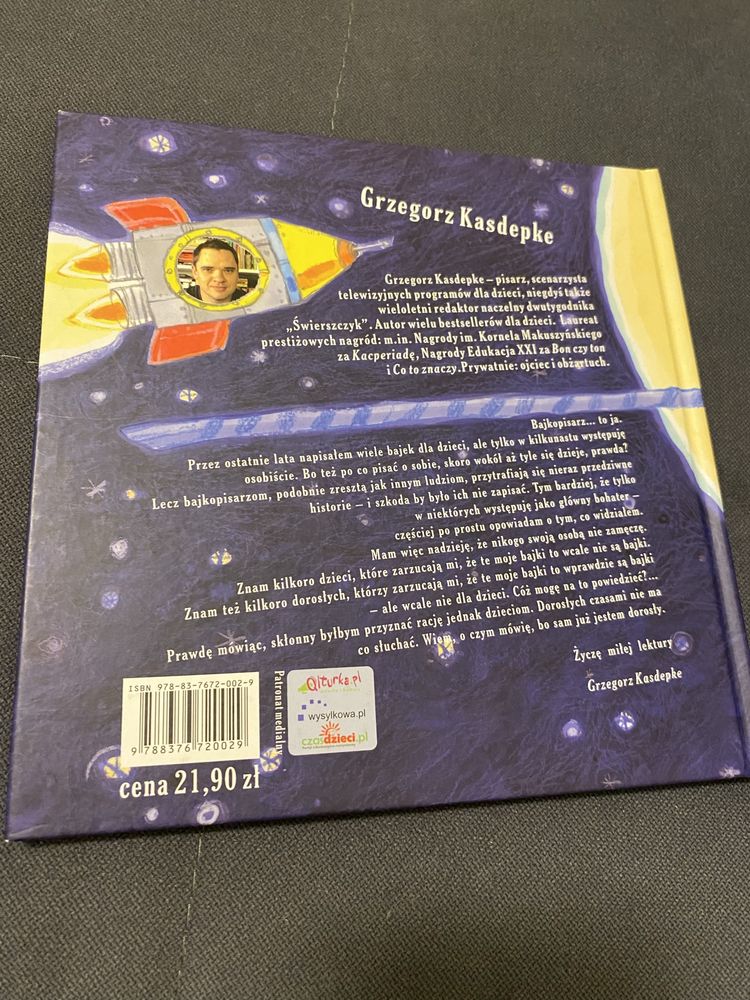 Grzegorz Kasdepke
Grzegorz Kasdepke – pisarz, scenarzysta
telewizyjnych programów dla dzieci, niegdyś także
wieloletni redaktor naczelny dwutygodnika
„Świerszczyk”. Autor wielu bestsellerów dla dzieci. Laureat
prestiżowych nagród: m.in. Nagrody im. Kornela Makuszyńskiego
za Kacperiadę, Nagrody Edukacja XXI za Bon czy ton
i Co to znaczy. Prywatnie: ojciec i obżartuch.
Bajkopisarz... to ja.
Przez ostatnie lata napisałem wiele bajek dla dzieci, ale tylko w kilkunastu występuję
osobiście. Bo też po co pisać o sobie, skoro wokół aż tyle się dzieje, prawda?
Lecz bajkopisarzom, podobnie zresztą jak innym ludziom, przytrafiają się nieraz przedziwne
historie – i szkoda by było ich nie zapisać. Tym bardziej, że tylko
w niektórych występuję jako główny bohater –
częściej po prostu opowiadam o tym, co widziałem.
Mam więc nadzieję, że nikogo swoją osobą nie zamęczę.
Znam kilkoro dzieci, które zarzucają mi, że te moje bajki to wcale nie są bajki.
Znam też kilkoro dorosłych, którzy zarzucają mi, że te moje bajki to wprawdzie są bajki
– ale wcale nie dla dzieci. Cóż mogę na to powiedzieć?...
Prawdę mówiąc, skłonny byłbym przyznać rację jednak dzieciom. Dorosłych czasami nie ma
co słuchać. Wiem, o czym mówię, bo sam już jestem dorosły.
Życzę miłej lektury
Grzegorz Kasdepke
ISBN 978-83-7672-002-9
9 788376 720029
cena 21,90 zł
Patronat medialny
Qlturka.pl
wysylkowa.pl
czasdzieci.pl